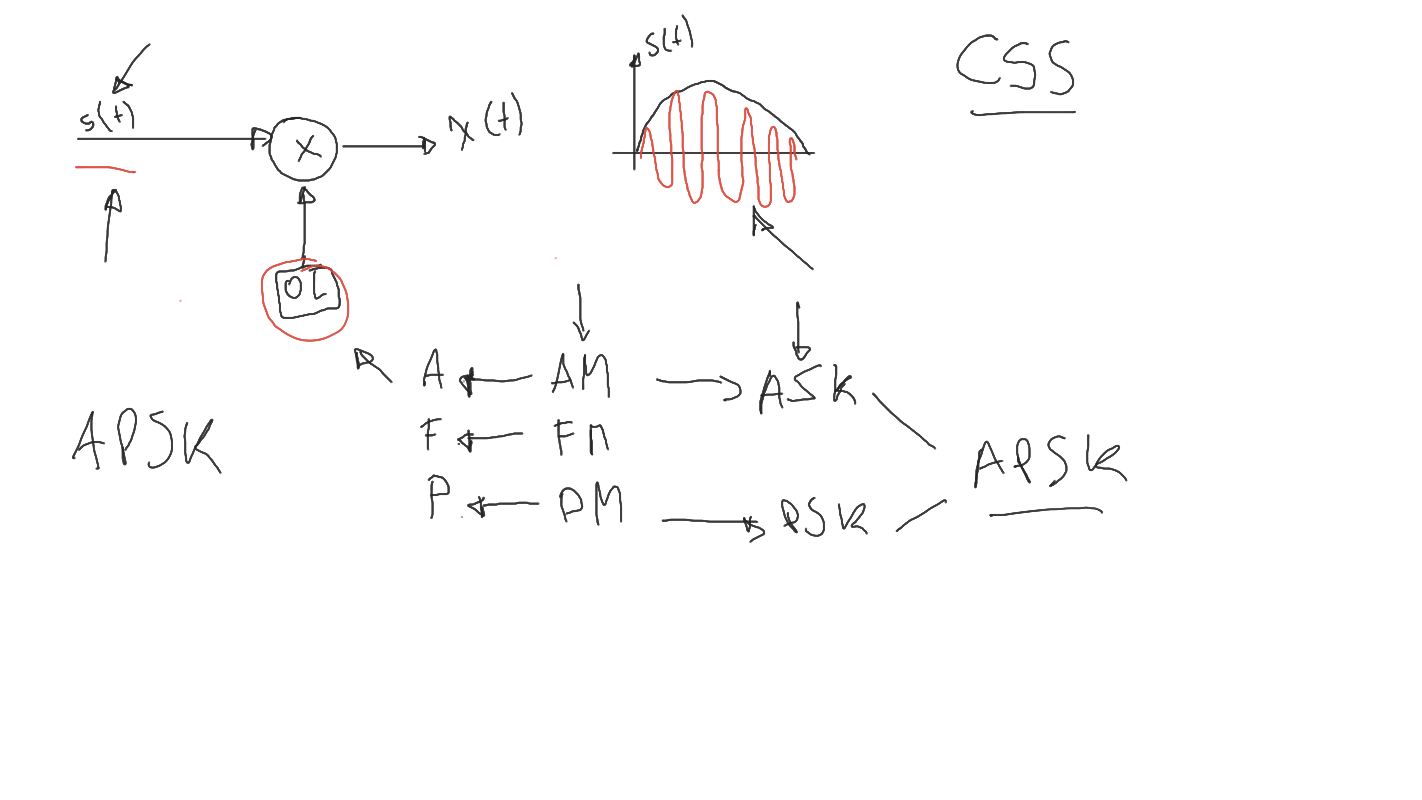 s(t)
x
x(t)
s(t)
CSS
OL
A AM ASK
F FM
P PM PSK
APSK
APSK